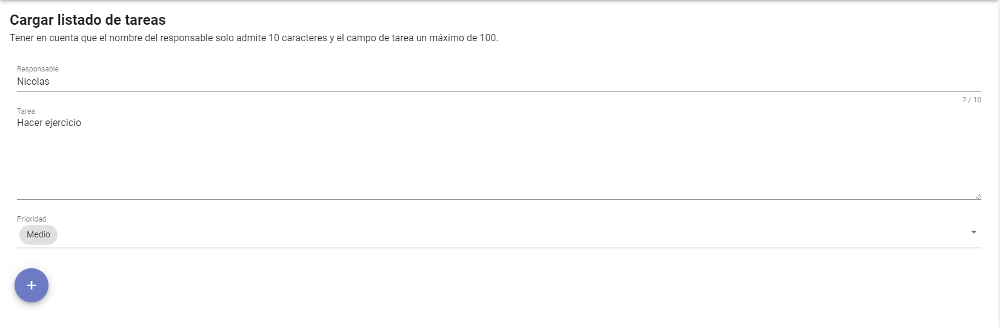 Cargar listado de tareas
Tener en cuenta que el nombre del responsable solo admite 10 caracteres y el campo de tarea un máximo de 100.
Responsable
Nicolas
7 / 10
Tarea
Hacer ejercicio
Prioridad
Medio
+